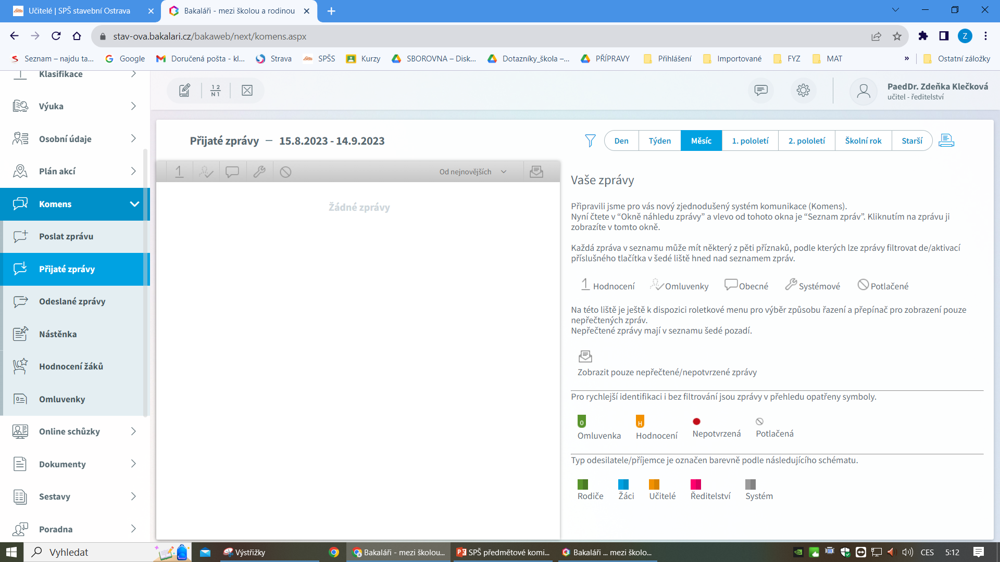 Učitelé | SPŠ stavební Ostrava
Bakaláři - mezi školou a rodinou
stav-ova.bakalari.cz/bakaweb/next/komens.aspx
Z
Seznam – najdu ta...
Google
Doručená pošta - kl...
Strava
SPŠS
Kurzy
SBOROVNA – Disk...
Dotazníky_škola –...
PŘÍPRAVY
Přihlášení
Importované
FYZ
MAT
»
Ostatní záložky
Klasifikace
Výuka
Osobní údaje
Plán akcí
Komens
Poslat zprávu
Přijaté zprávy
Odeslané zprávy
Nástěnka
Hodnocení žáků
Omluvenky
Online schůzky
Dokumenty
Sestavy
Poradna
1 2
N 1
PaedDr. Zdeňka Klečková
učitel - ředitelství
Přijaté zprávy — 15.8.2023 - 14.9.2023
Den
Týden
Měsíc
1. pololetí
2. pololetí
Školní rok
Starší
1
Od nejnovějších
Žádné zprávy
Vaše zprávy
Připravili jsme pro vás nový zjednodušený systém komunikace (Komens).
Nyní čtete v “Okně náhledu zprávy” a vlevo od tohoto okna je “Seznam zpráv”. Kliknutím na zprávu ji
zobrazíte v tomto okně.
Každá zpráva v seznamu může mít některý z pěti příznaků, podle kterých lze zprávy filtrovat de/aktivací
příslušného tlačítka v šedé liště hned nad seznamem zpráv.
1 Hodnocení
Omluvenky
Obecné
Systémové
Potlačené
Na této liště je ještě k dispozici roletkové menu pro výběr způsobu řazení a přepínač pro zobrazení pouze
nepřečtených zpráv.
Nepřečtené zprávy mají v seznamu šedé pozadí.
Zobrazit pouze nepřečtené/nepotvrzené zprávy
Pro rychlejší identifikaci i bez filtrování jsou zprávy v přehledu opatřeny symboly.
O
H
Omluvenka
Hodnocení
Nepotvrzená
Potlačená
Typ odesilatele/příjemce je označen barevně podle následujícího schématu.
Rodiče
Žáci
Učitelé
Ředitelství
Systém
Vyhledat
Výstřižky
Bakaláři - mezi školou...
SPŠ předmětové komi...
Bakaláři ... mezi školo...
CES
5:12